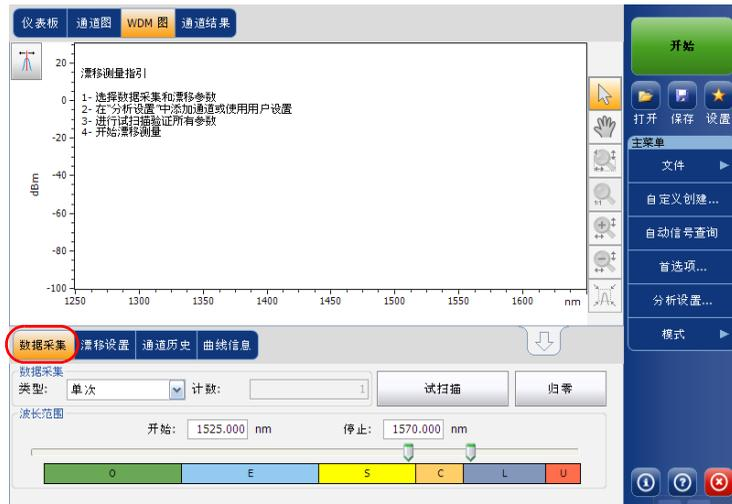 仪表板 通道图 WDM 图 通道结果
漂移测量指引
1- 选择数据采集和漂移参数
2- 在"分析设置"中添加通道或使用用户设置
3- 进行试扫描验证所有参数
4- 开始漂移测量
20
0
-20
-40
-60
-80
-100
dBm
1250 1300 1350 1400 1450 1500 1550 1600 nm
1:1
数据采集 漂移设置 通道历史 曲线信息
数据采集
类型: 单次 计数: 1 试扫描 归零
波长范围
开始: 1525.000 nm 停止: 1570.000 nm
O E S C L U
开始
打开 保存 设置
主菜单
文件
自定义创建...
自动信号查询
首选项...
分析设置...
模式